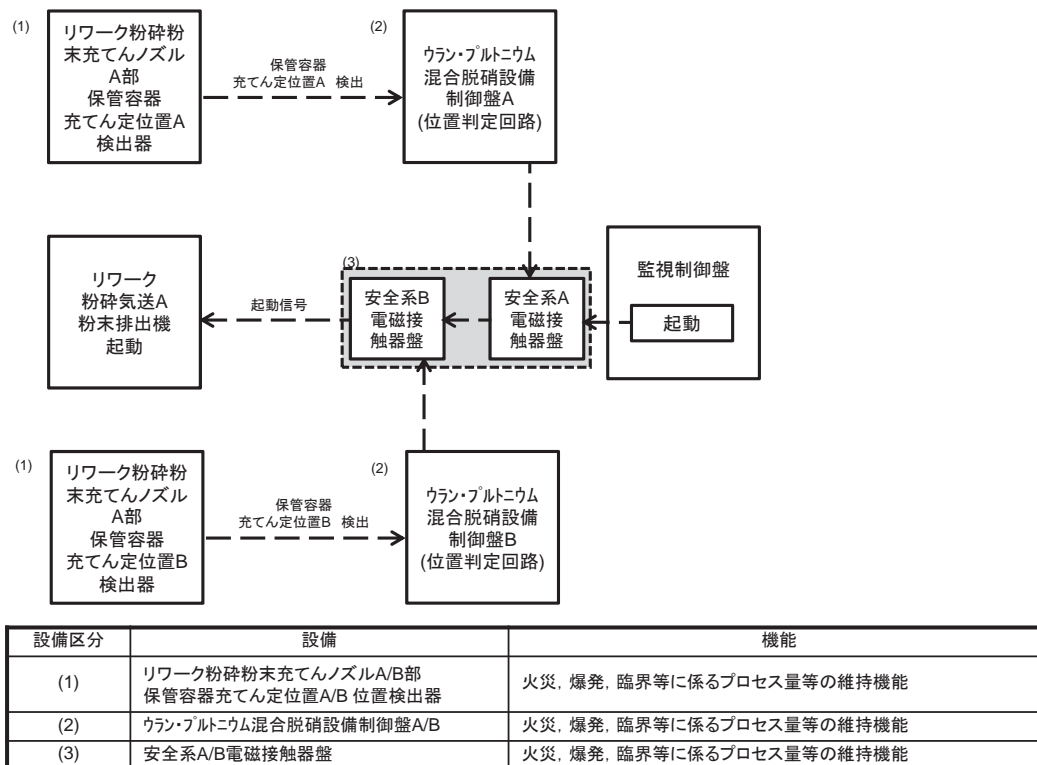 (1)
リワーク粉砕粉
末充てんノズル
A部
保管容器
充てん定位置A
検出器
保管容器
充てん定位置A 検出
(2)
ウラン・プルトニウム
混合脱硝設備
制御盤A
(位置判定回路)
リワーク
粉砕気送A
粉末排出機
起動
起動信号
(3)
安全系B
電磁接
触器盤
安全系A
電磁接
触器盤
監視制御盤
起動
(1)
リワーク粉砕粉
末充てんノズル
A部
保管容器
充てん定位置B
検出器
保管容器
充てん定位置B 検出
(2)
ウラン・プルトニウム
混合脱硝設備
制御盤B
(位置判定回路)
設備区分 設備 機能
(1) リワーク粉砕粉末充てんノズルA/B部
保管容器充てん定位置A/B 位置検出器 火災, 爆発, 臨界等に係るプロセス量等の維持機能
(2) ウラン・プルトニウム混合脱硝設備制御盤A/B 火災, 爆発, 臨界等に係るプロセス量等の維持機能
(3) 安全系A/B電磁接触器盤 火災, 爆発, 臨界等に係るプロセス量等の維持機能